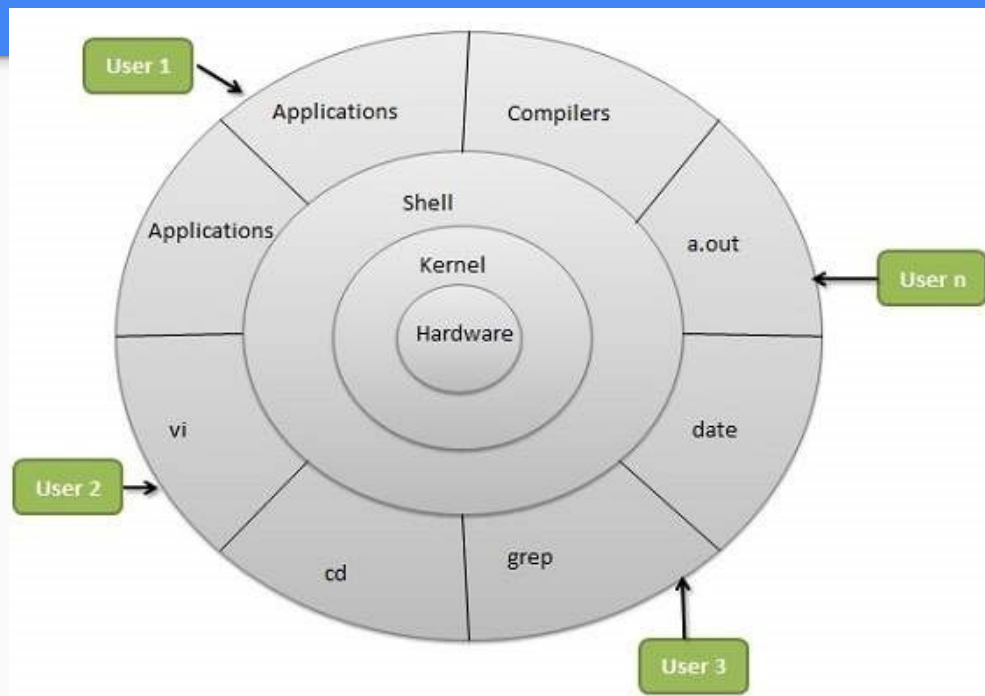 User 1
Applications
Compilers
Shell
Applications
a.out
Kernel
User n
Hardware
vi
date
User 2
grep
cd
User 3